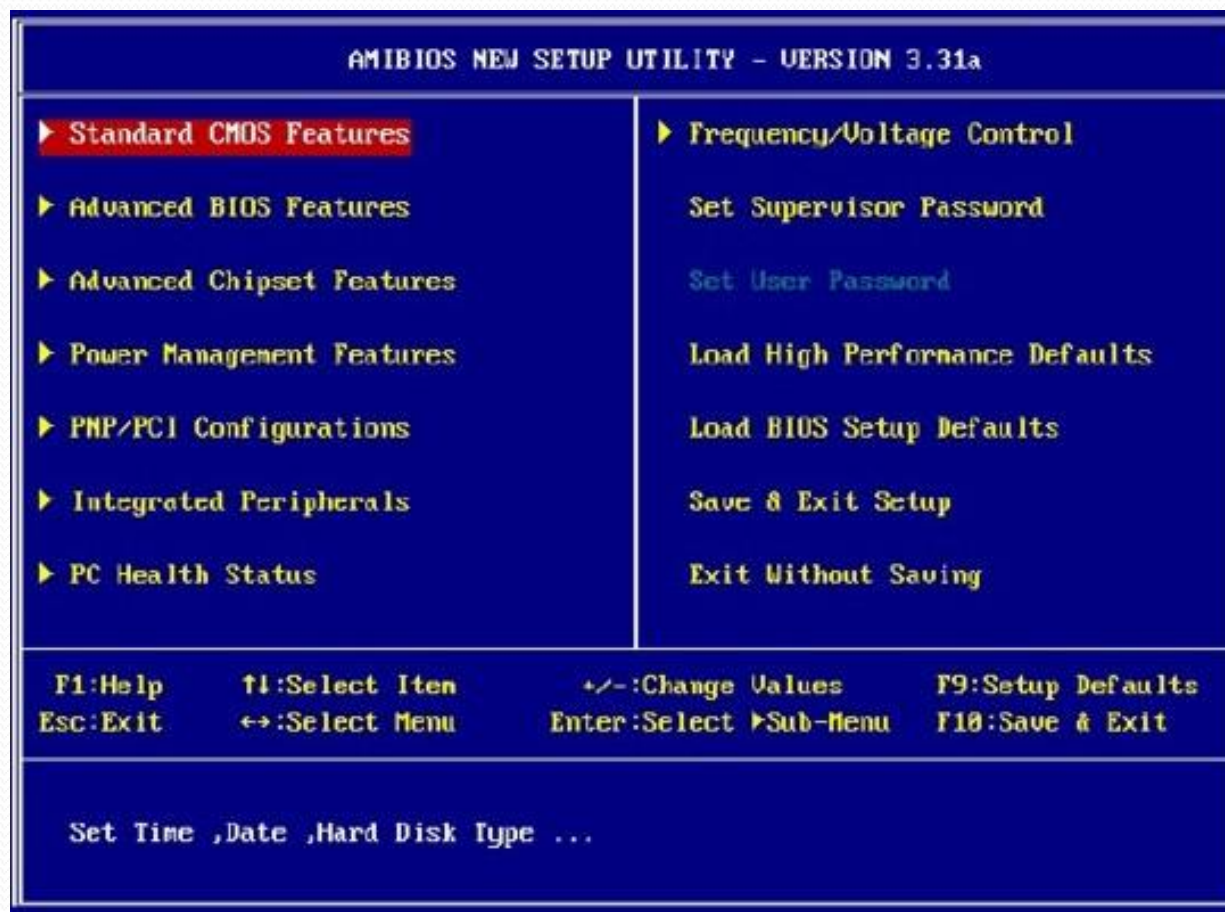 AMIBIOS NEW SETUP UTILITY - VERSION 3.31a
▶ Standard CMOS Features
▶ Advanced BIOS Features
▶ Advanced Chipset Features
▶ Power Management Features
▶ PNP/PCI Configurations
▶ Integrated Peripherals
▶ PC Health Status
▶ Frequency/Voltage Control
Set Supervisor Password
Set User Password
Load High Performance Defaults
Load BIOS Setup Defaults
Save & Exit Setup
Exit Without Saving
F1:Help ↑↓:Select Item +/-:Change Values F9:Setup Defaults
Esc:Exit ←→:Select Menu Enter:Select ▶Sub-Menu F10:Save & Exit
Set Time ,Date ,Hard Disk Type ...